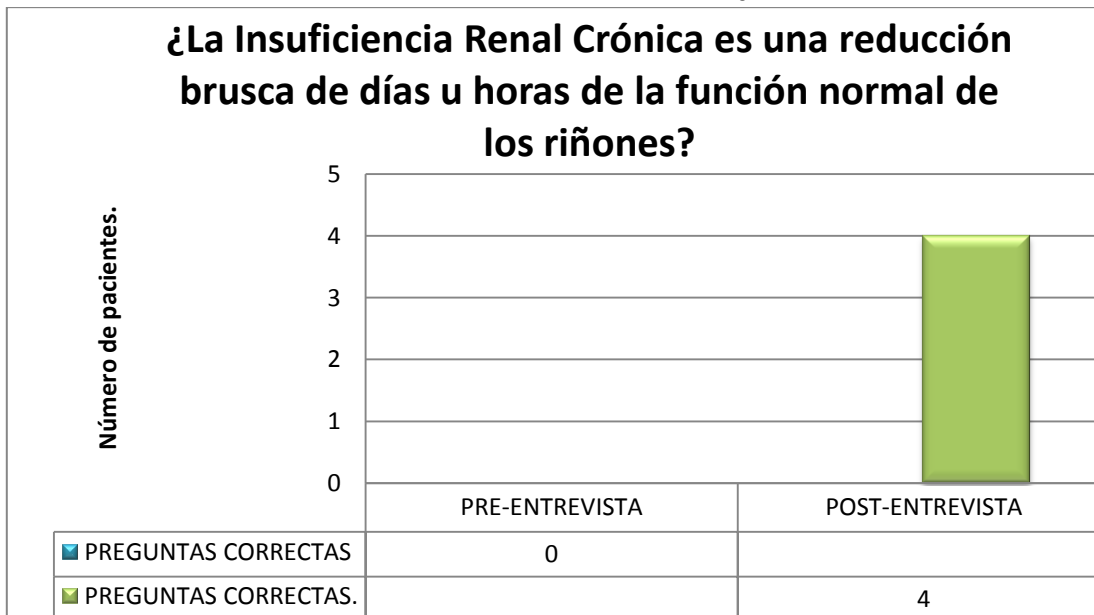 ¿La Insuficiencia Renal Crónica es una reducción
brusca de días u horas de la función normal de
los riñones?
Número de pacientes.
5
4
3
2
1
0
PRE-ENTREVISTA POST-ENTREVISTA
PREGUNTAS CORRECTAS 0
PREGUNTAS CORRECTAS. 4